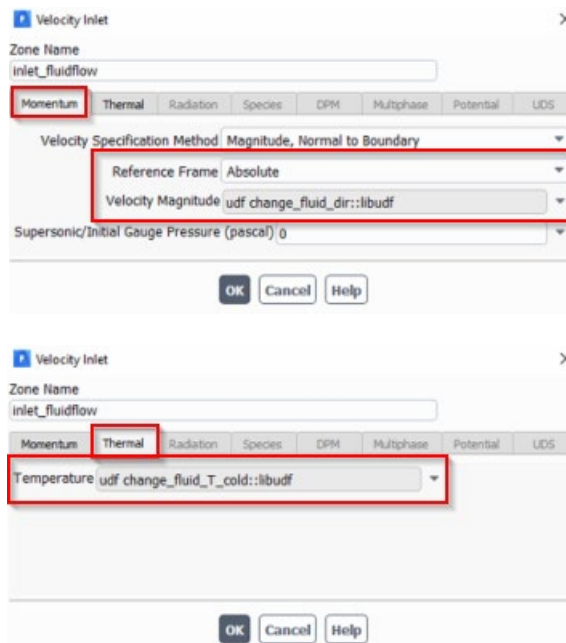 Velocity Inlet
Zone Name
inlet_fluidflow
Momentum Thermal Radiation Species DPM Multiphase Potential UDS
Velocity Specification Method Magnitude, Normal to Boundary
Reference Frame Absolute
Velocity Magnitude udf change_fluid_dir::libudf
Supersonic/Initial Gauge Pressure (pascal) 0
OK Cancel Help
Velocity Inlet
Zone Name
inlet_fluidflow
Momentum Thermal Radiation Species DPM Multiphase Potential UDS
Temperature udf change_fluid_T_cold::libudf
OK Cancel Help